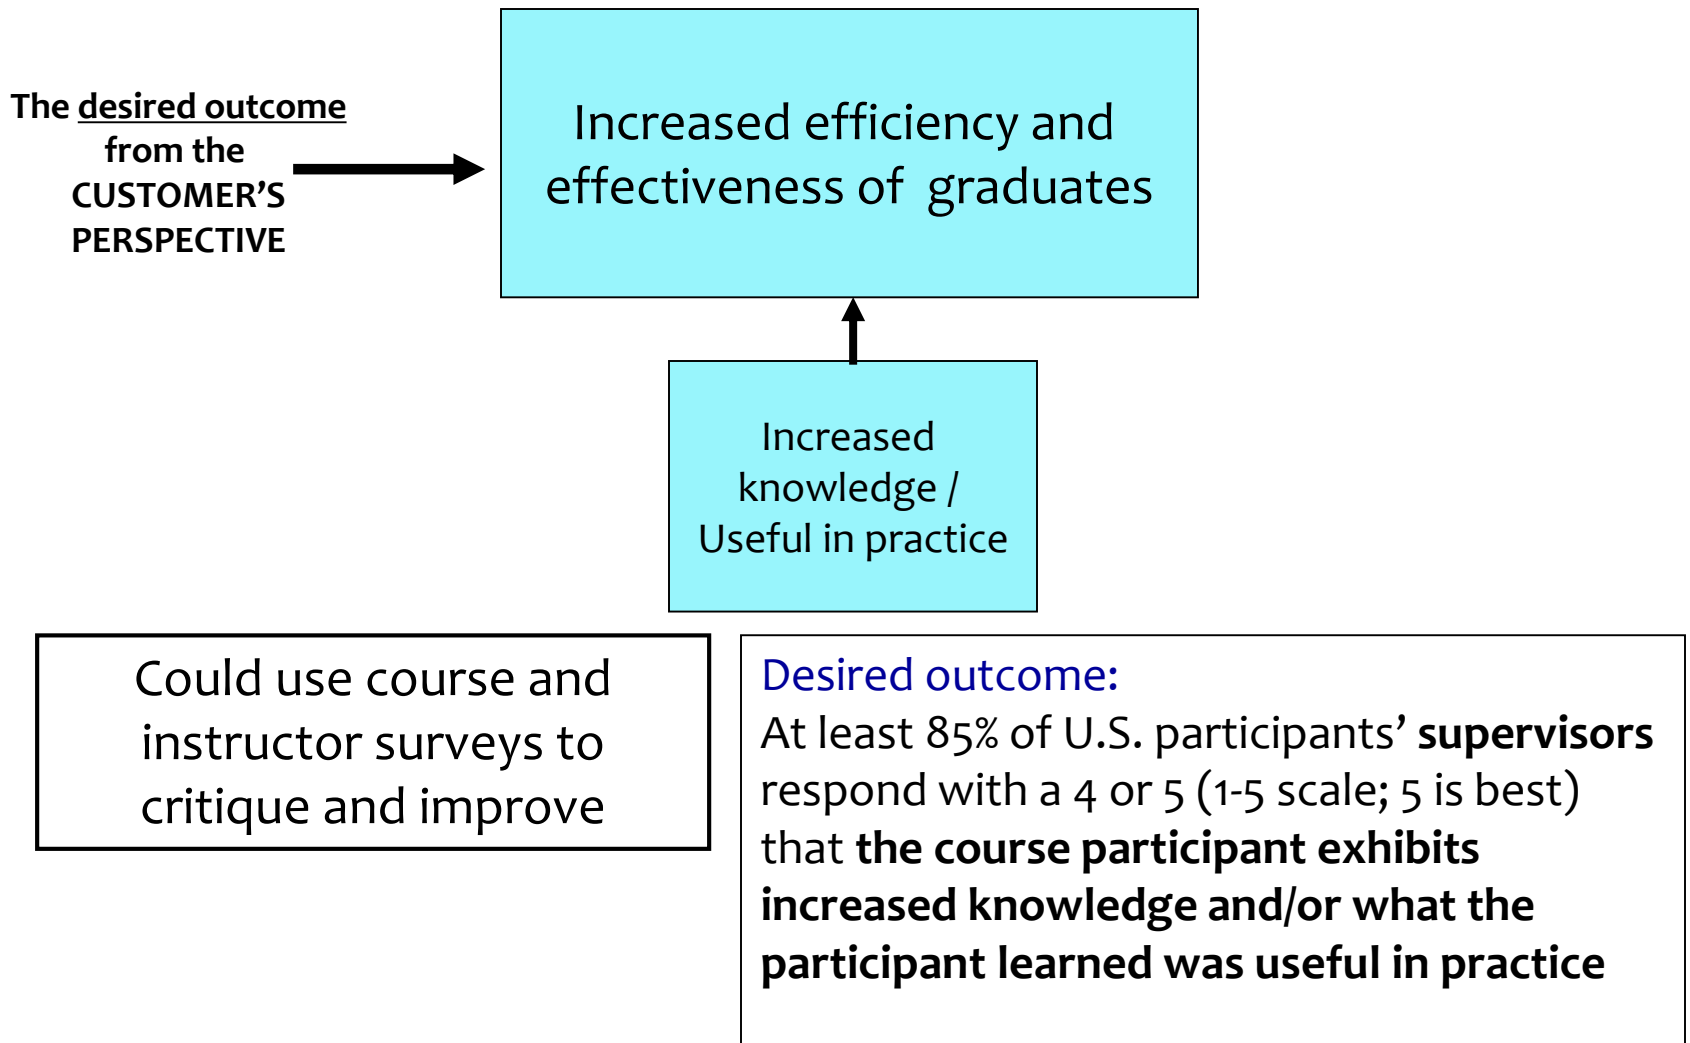 The desired outcome
from the
CUSTOMER’S
PERSPECTIVE
Increased efficiency and
effectiveness of graduates
Increased
knowledge /
Useful in practice
Could use course and
instructor surveys to
critique and improve
Desired outcome:
At least 85% of U.S. participants’ supervisors
respond with a 4 or 5 (1-5 scale; 5 is best)
that the course participant exhibits
increased knowledge and/or what the
participant learned was useful in practice